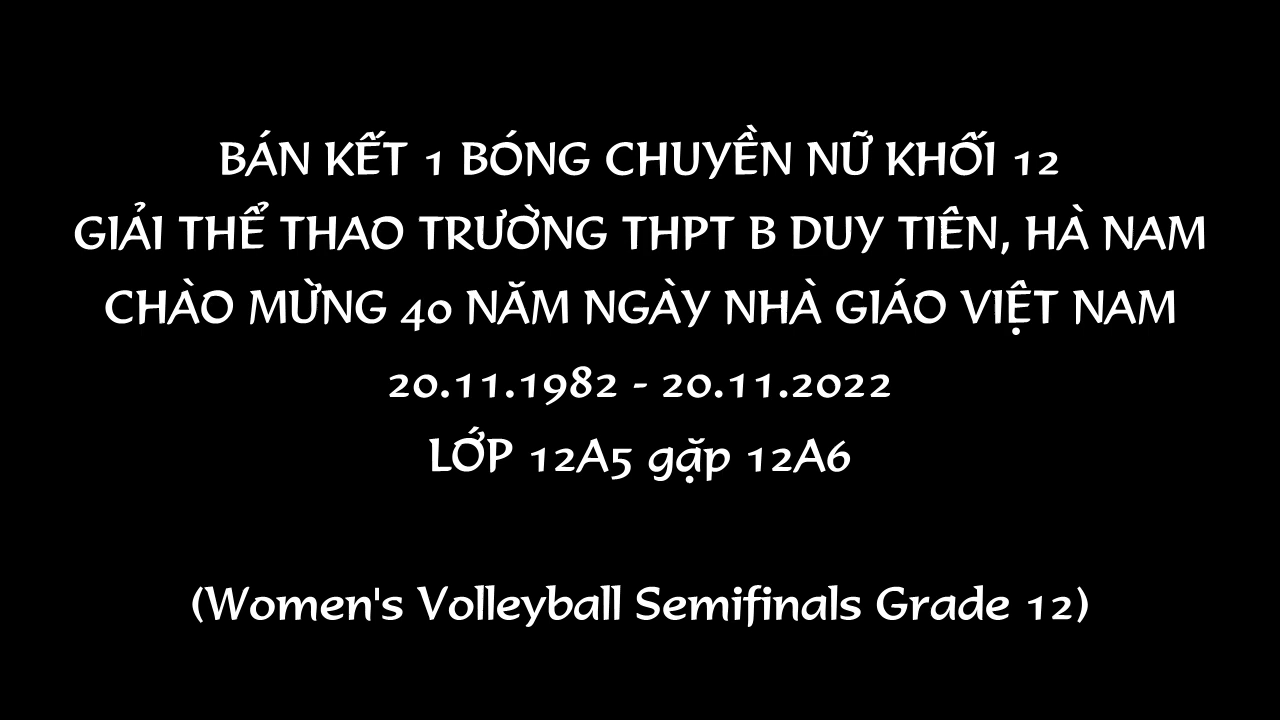 BÁN KẾT 1 BÓNG CHUYỀN NỮ KHỐI 12
GIẢI THỂ THAO TRƯỜNG THPT B DUY TIÊN, HÀ NAM
CHÀO MỪNG 40 NĂM NGÀY NHÀ GIÁO VIỆT NAM
20.11.1982 - 20.11.2022
LỚP 12A5 gặp 12A6
(Women's Volleyball Semifinals Grade 12)